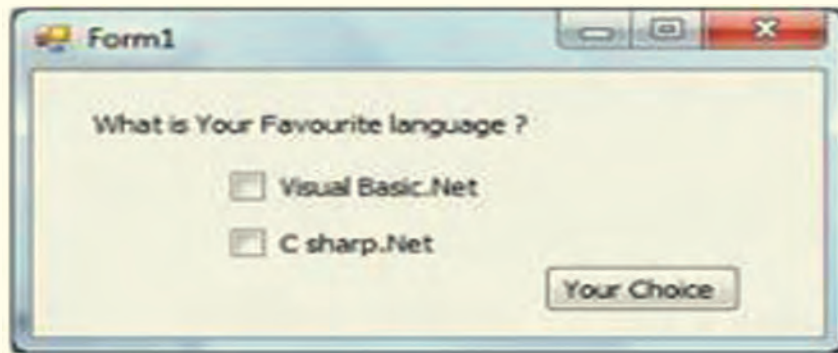 Form1
What is Your Favourite language ?
Visual Basic.Net
C sharp.Net
Your Choice